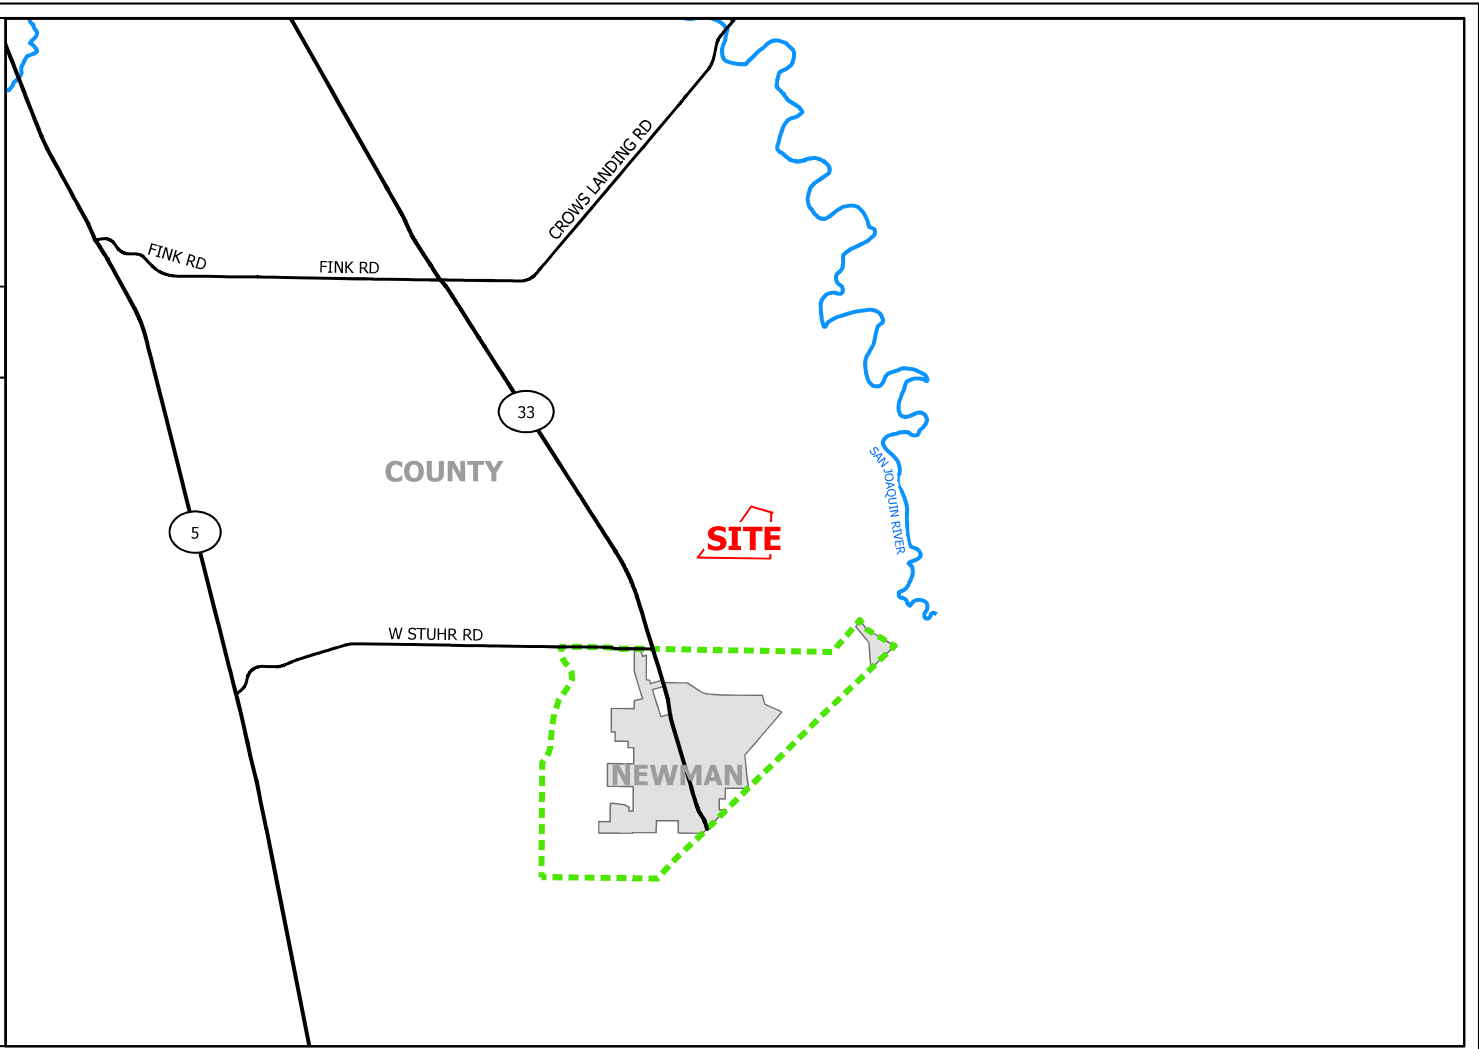 CROWS LANDING RD
FINK RD
FINK RD
33
COUNTY
SAN JOAQUIN RIVER
5
SITE
W STUHR RD
NEWMAN